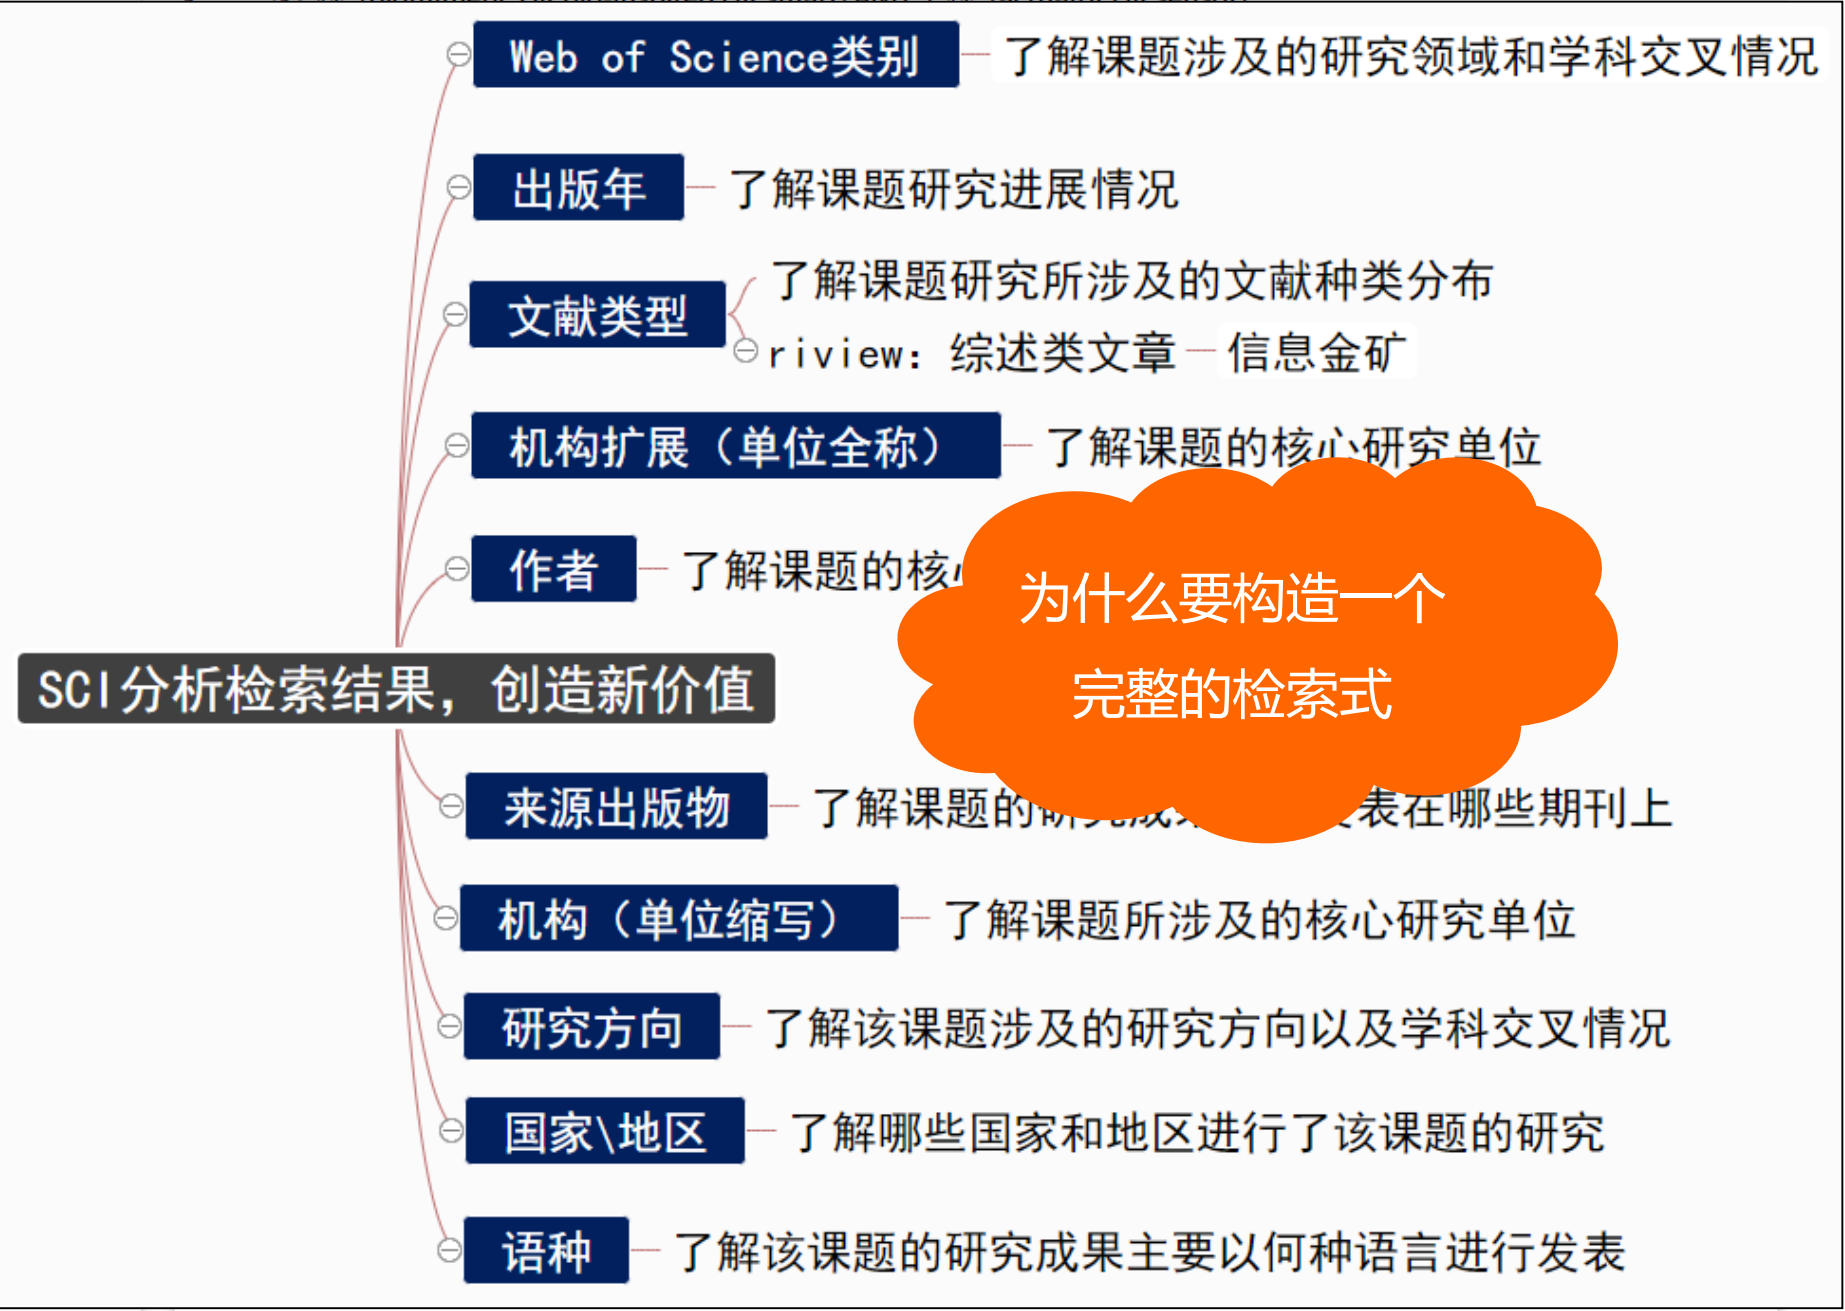 Web of Science类别 了解课题涉及的研究领域和学科交叉情况
出版年 了解课题研究进展情况
了解课题研究所涉及的文献种类分布
文献类型
riview：综述类文章 信息金矿
机构扩展（单位全称） 了解课题的核心研究单位
作者 了解课题的核
为什么要构造一个
完整的检索式
SCI分析检索结果，创造新价值
来源出版物 了解课题的 表在哪些期刊上
机构（单位缩写） 了解课题所涉及的核心研究单位
研究方向 了解该课题涉及的研究方向以及学科交叉情况
国家\地区 了解哪些国家和地区进行了该课题的研究
语种 了解该课题的研究成果主要以何种语言进行发表